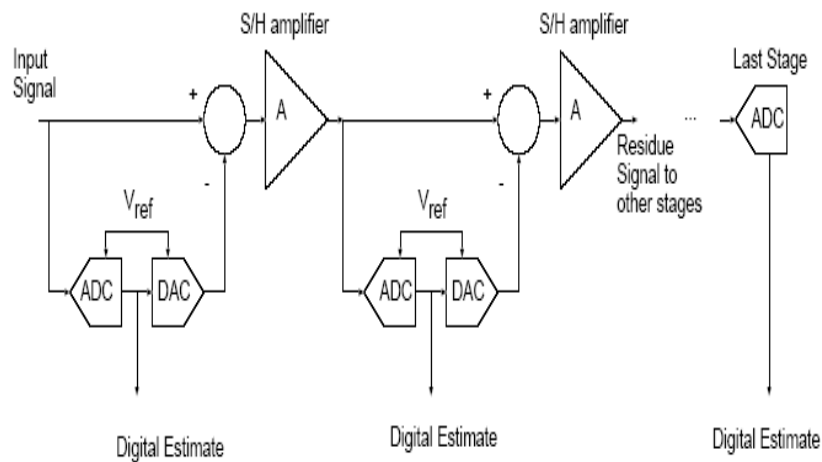 S/H amplifier
S/H amplifier
Input
Signal
Last Stage
+
A
+
A
ADC
...
Residue
Signal to
other stages
-
-
Vref
Vref
ADC
DAC
ADC
DAC
Digital Estimate
Digital Estimate
Digital Estimate